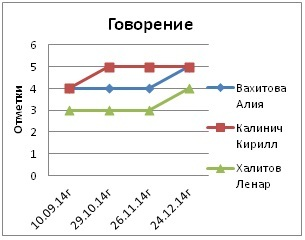 Говорение
6
5
4
3
2
1
0
Отметки
10.09.14г
29.10.14г
26.11.14г
24.12.14г
Вахитова
Алия
Калинич
Кирилл
Халитов
Ленар